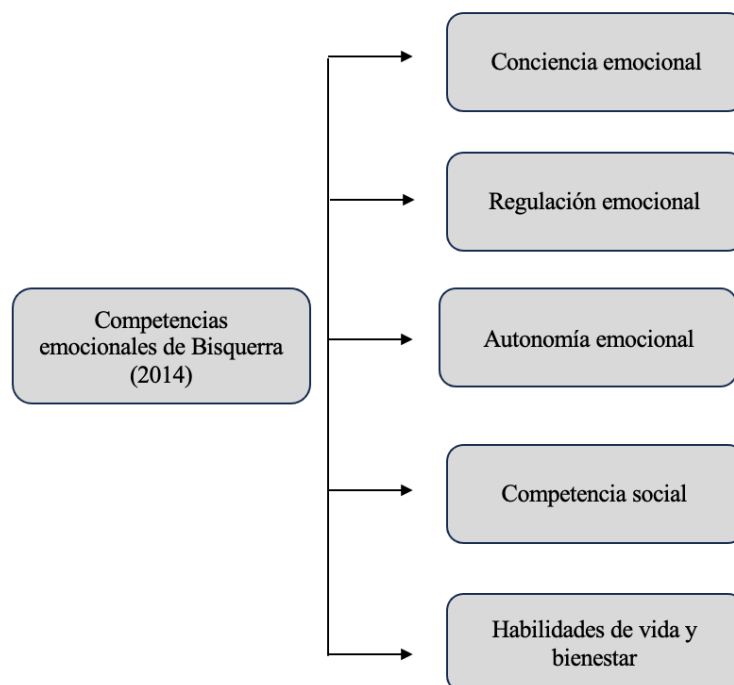 Conciencia emocional
Regulación emocional
Competencias
emocionales de Bisquerra
(2014)
Autonomía emocional
Competencia social
Habilidades de vida y
bienestar